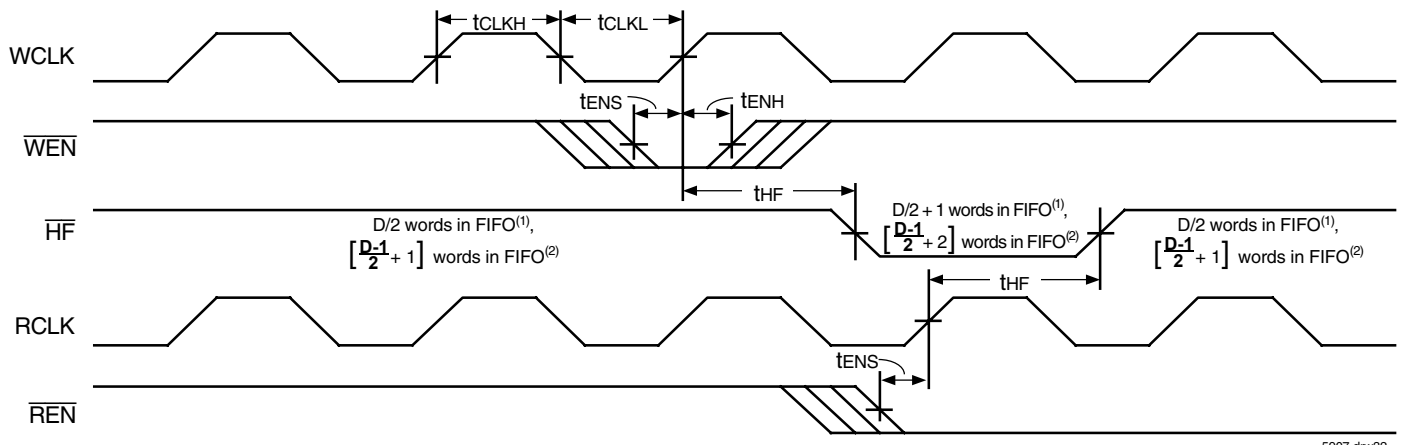 tCLKH tCLKL
WCLK
tENS tENH
WEN
tHF
HF
D/2 words in FIFO(1),
[D-1/2 + 1] words in FIFO(2)
D/2 + 1 words in FIFO(1),
[D-1/2 + 2] words in FIFO(2)
D/2 words in FIFO(1),
[D-1/2 + 1] words in FIFO(2)
tHF
RCLK
tENS
REN